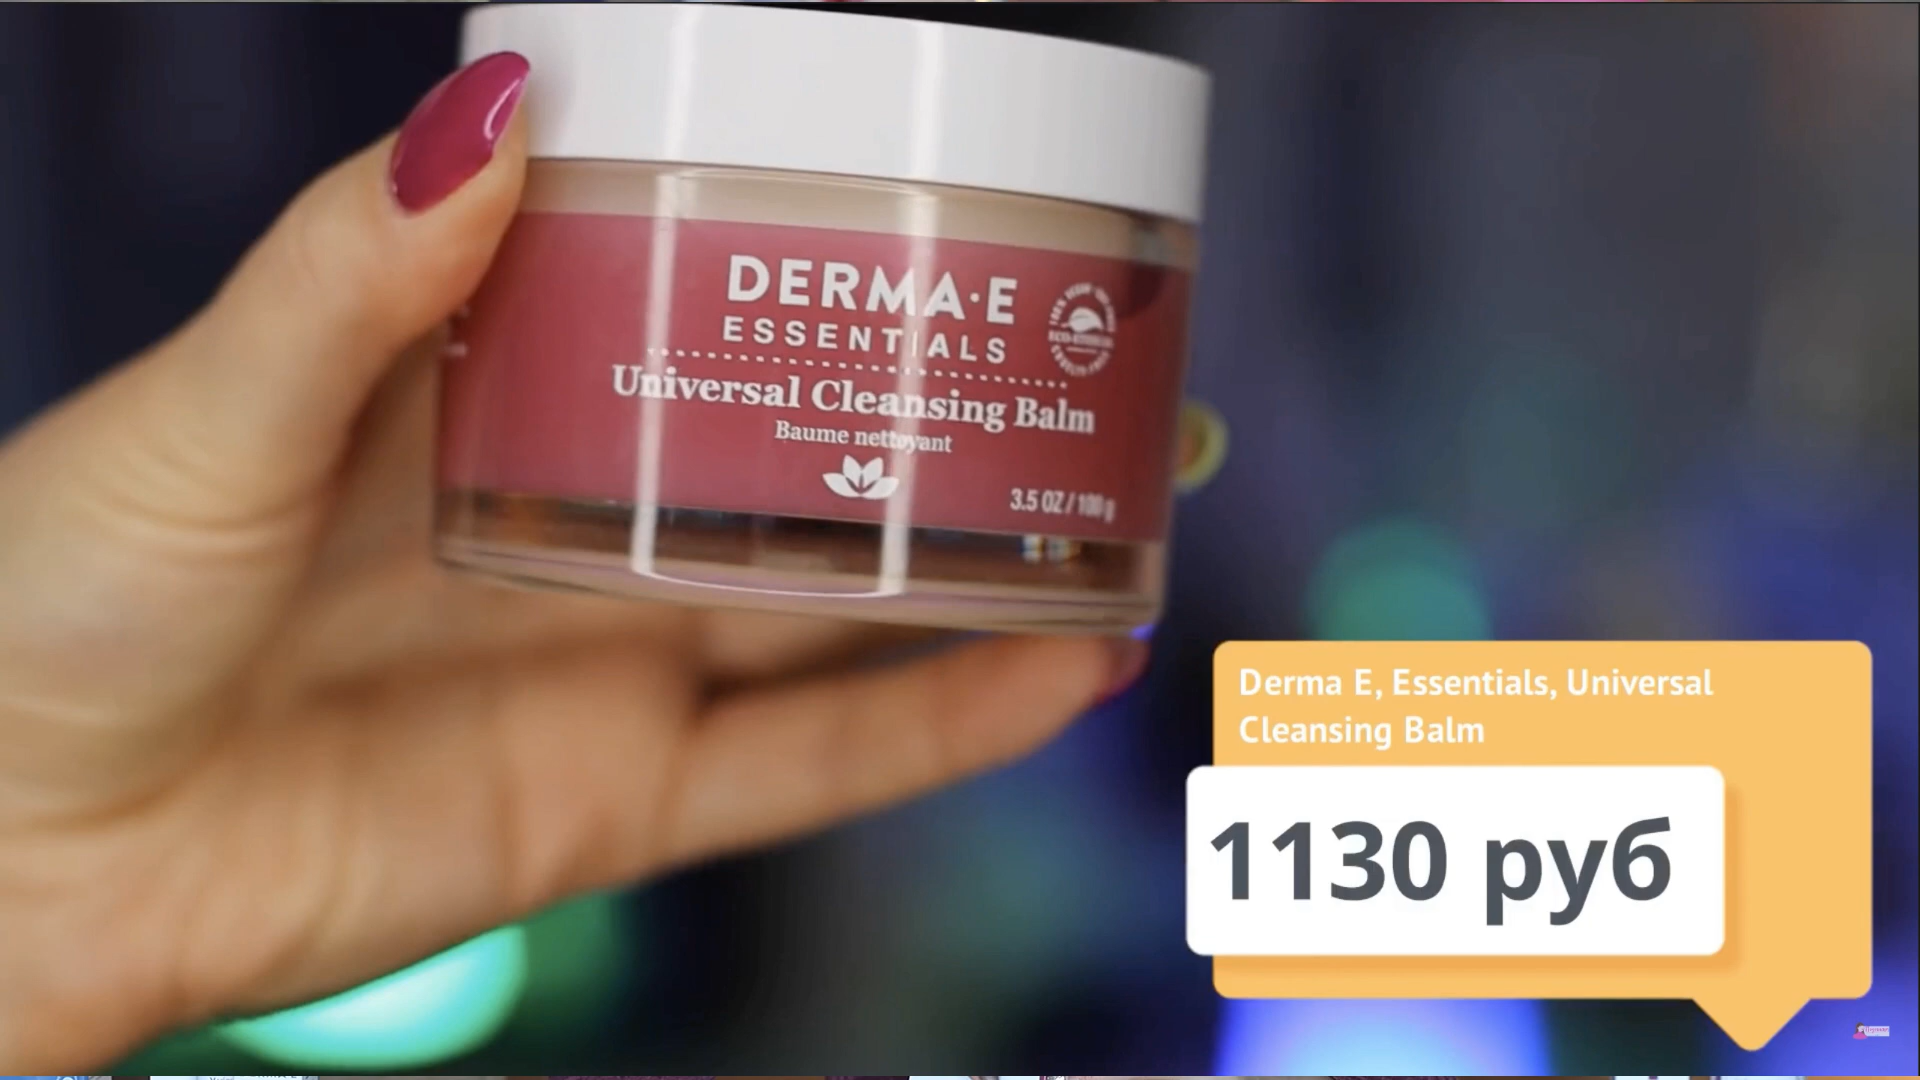 DERMA·E
ESSENTIALS
Universal Cleansing Balm
Baume nettoyant
3.5 OZ / 100 g
Derma E, Essentials, Universal
Cleansing Balm
1130 руб